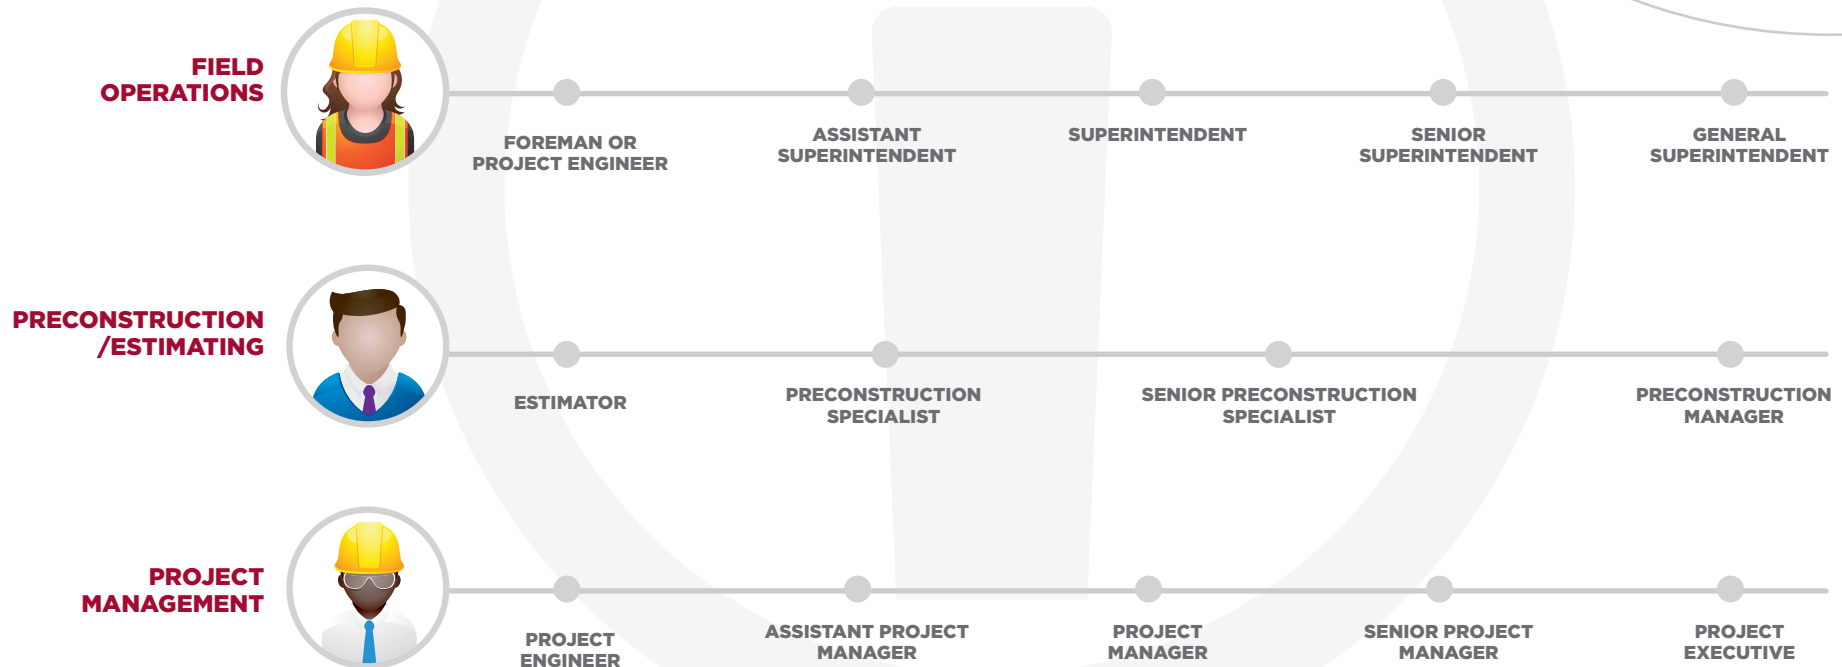 FIELD
OPERATIONS
FOREMAN OR
PROJECT ENGINEER
ASSISTANT
SUPERINTENDENT
SUPERINTENDENT
SENIOR
SUPERINTENDENT
GENERAL
SUPERINTENDENT
PRECONSTRUCTION
/ESTIMATING
ESTIMATOR
PRECONSTRUCTION
SPECIALIST
SENIOR PRECONSTRUCTION
SPECIALIST
PRECONSTRUCTION
MANAGER
PROJECT
MANAGEMENT
PROJECT
ENGINEER
ASSISTANT PROJECT
MANAGER
PROJECT
MANAGER
SENIOR PROJECT
MANAGER
PROJECT
EXECUTIVE